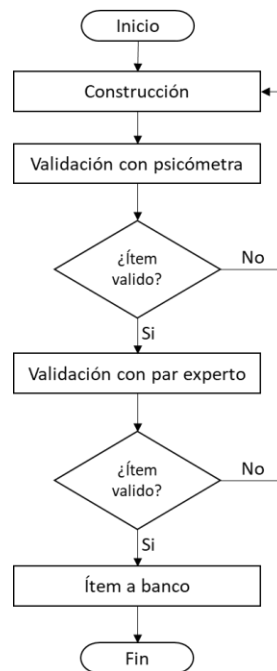 Inicio
Construcción
Validación con psicómetra
¿Ítem
valido?
No
Si
Validación con par experto
¿Ítem
valido?
No
Si
Ítem a banco
Fin